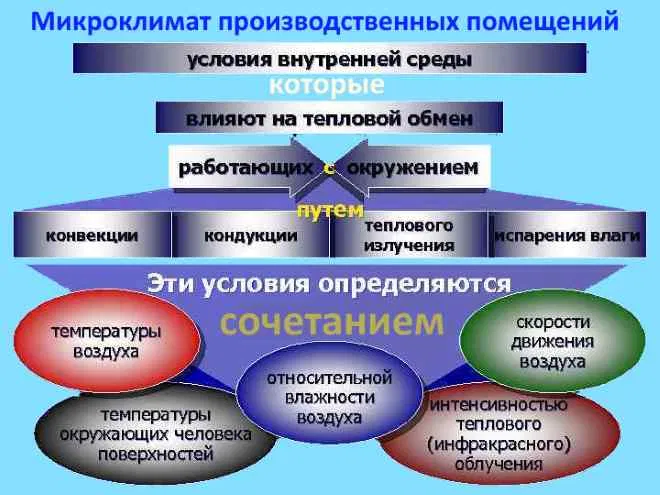 Микроклимат производственных помещений
условия внутренней среды
которые
влияют на тепловой обмен
работающих с окружением
путем
конвекции
кондукции
теплового
излучения
испарения влаги
Эти условия определяются
сочетанием
температуры
воздуха
скорости
движения
воздуха
относительной
влажности
воздуха
температуры
окружающих человека
поверхностей
интенсивностью
теплового
(инфракрасного)
облучения